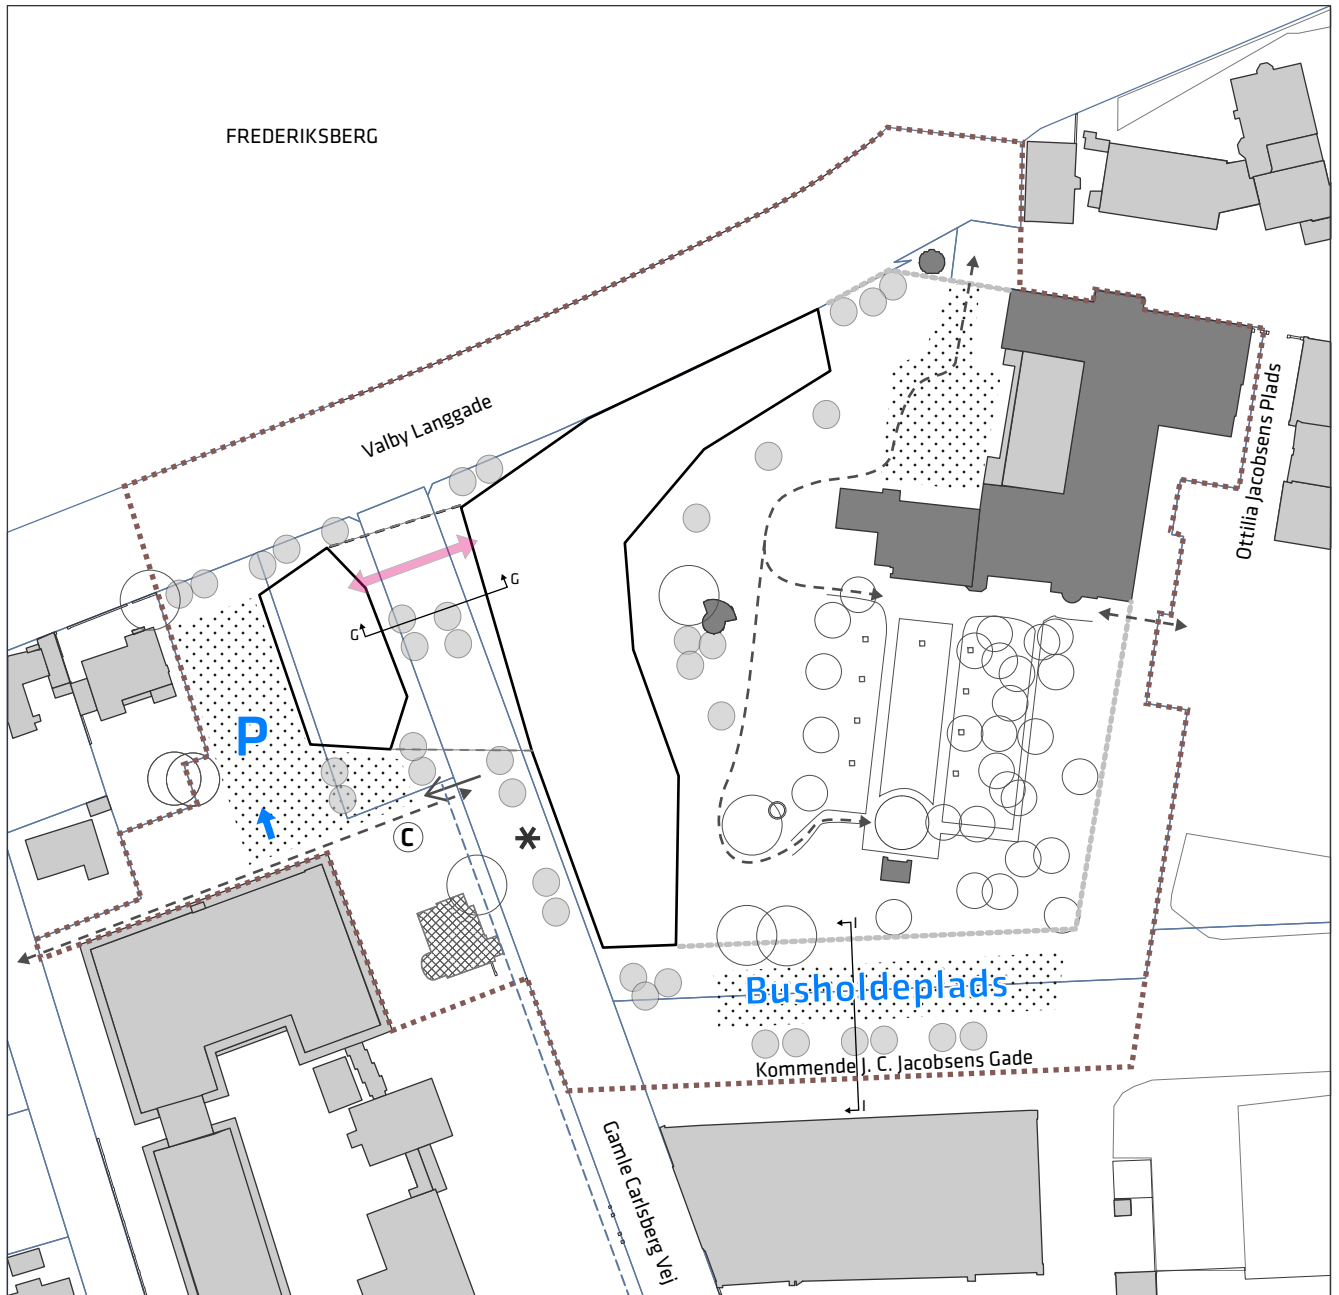 FREDERIKSBERG
Valby Langgade
Ottilia Jacobsens Plads
G
G
P
C
*
I
Busholdeplads
Kommende J. C. Jacobsens Gade
I
Gamle Carlsberg Vej